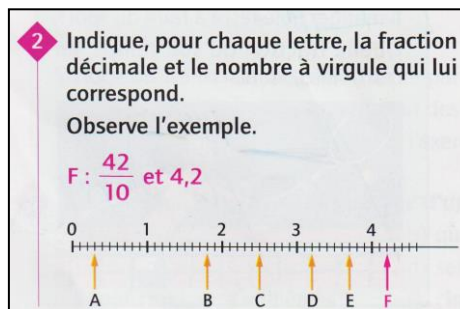 2 Indique, pour chaque lettre, la fraction
décimale et le nombre à virgule qui lui
correspond.
Observe l'exemple.
F : 42/10 et 4,2
0 1 2 3 4
A B C D E F